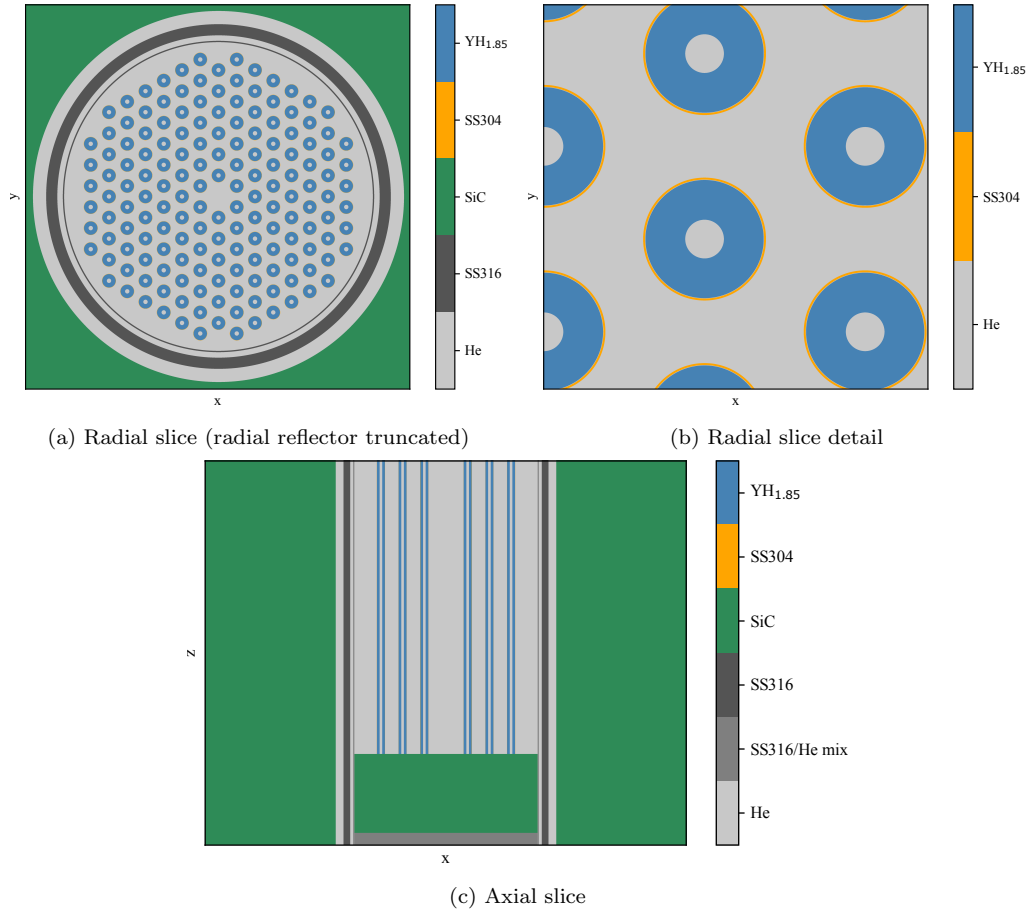 YH₁.₈₅
SS304
SiC
SS316
He
y
x
(a) Radial slice (radial reflector truncated)
YH₁.₈₅
SS304
He
y
x
(b) Radial slice detail
YH₁.₈₅
SS304
SiC
SS316
SS316/He mix
He
z
x
(c) Axial slice